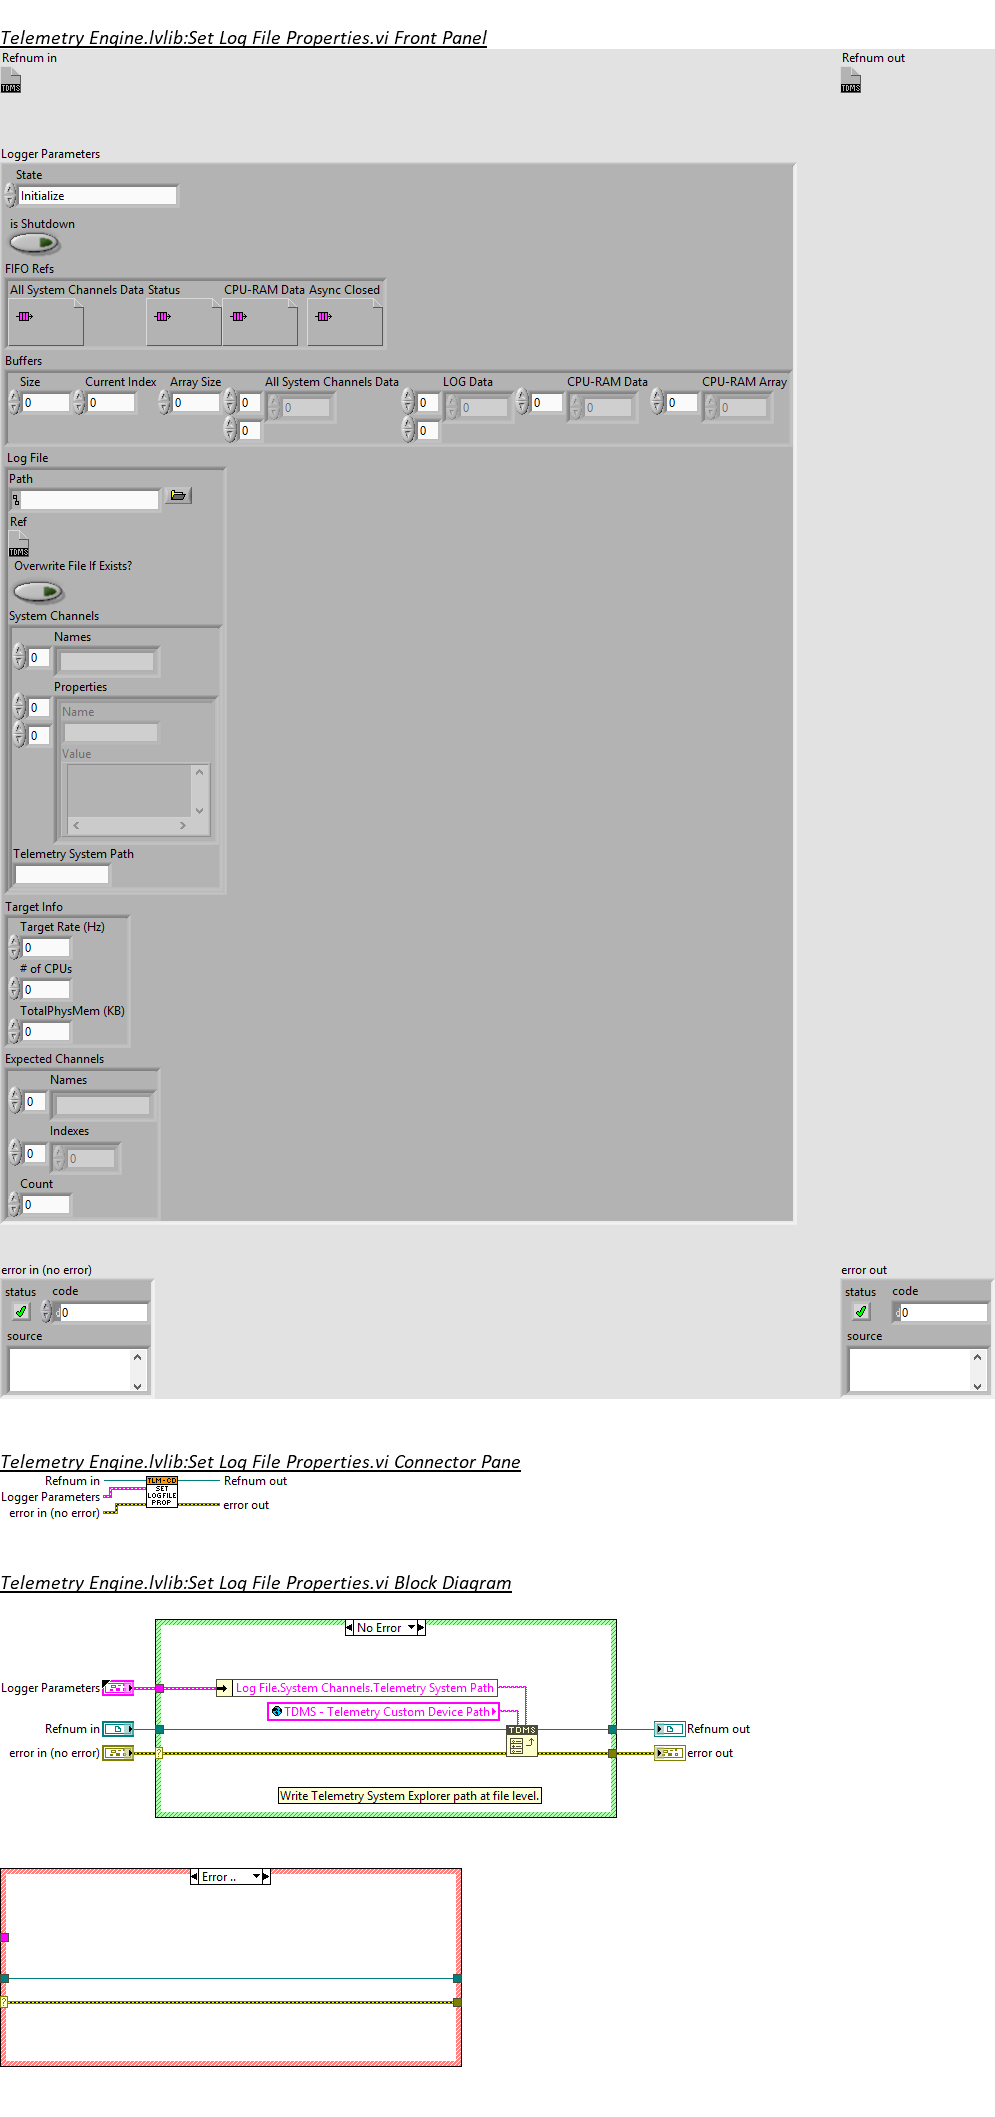 Telemetry Engine.lvlib:Set Log File Properties.vi Front Panel
Refnum in
Refnum out
TDMS
TDMS
Logger Parameters
State
Initialize
is Shutdown
FIFO Refs
All System Channels Data Status CPU-RAM Data Async Closed
Buffers
Size Current Index Array Size All System Channels Data LOG Data CPU-RAM Data CPU-RAM Array
0 0 0 0 0 0 0 0 0 0 0
0 0
Log File
Path
Ref
TDMS
Overwrite File If Exists?
System Channels
Names
0
Properties
0
Name
0
Value
Telemetry System Path
Target Info
Target Rate (Hz)
0
# of CPUs
0
TotalPhysMem (KB)
0
Expected Channels
Names
0
Indexes
0 0
Count
0
error in (no error)
status code
0
source
error out
status code
0
source
Telemetry Engine.lvlib:Set Log File Properties.vi Connector Pane
Refnum in
Logger Parameters
error in (no error)
TLM-CD
SET
LOGFILE
PROP
Refnum out
error out
Telemetry Engine.lvlib:Set Log File Properties.vi Block Diagram
No Error
Logger Parameters
Log File.System Channels.Telemetry System Path
TDMS - Telemetry Custom Device Path
Refnum in
TDMS
Refnum out
error in (no error)
?
error out
Write Telemetry System Explorer path at file level.
Error ..
?